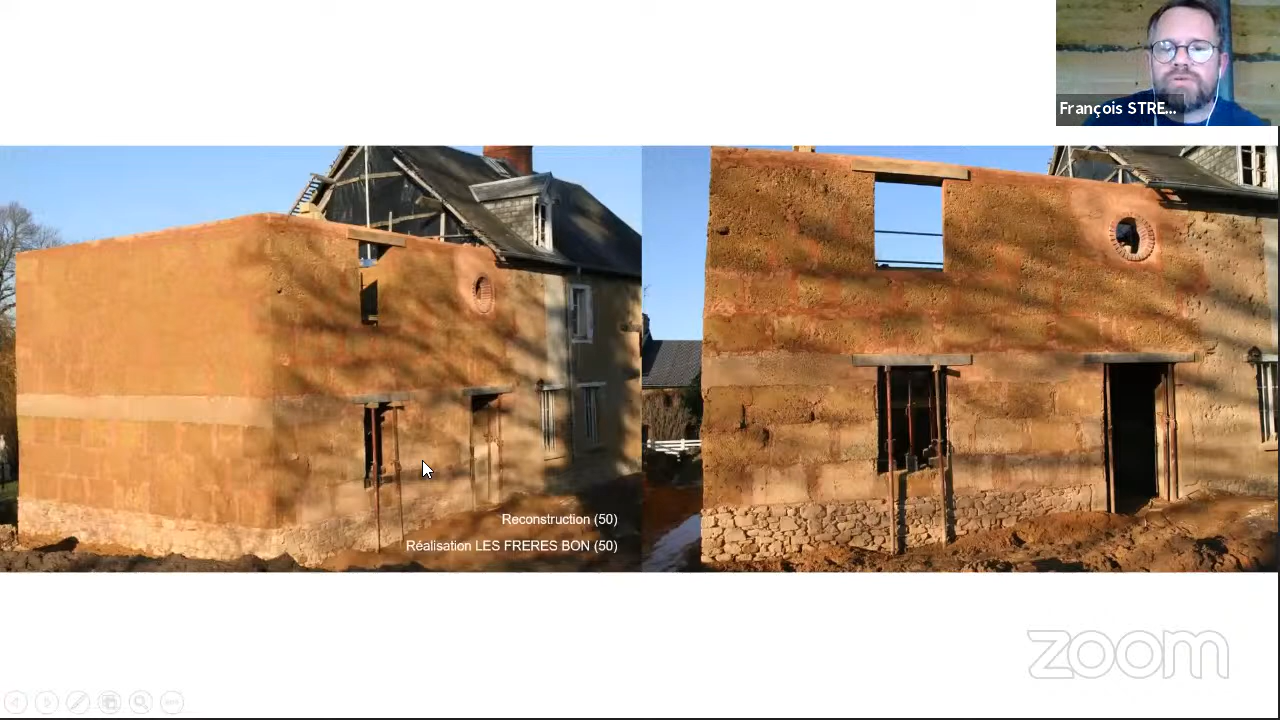 François STRE...
Reconstruction (50)
Réalisation LES FRERES BON (50)
zoom